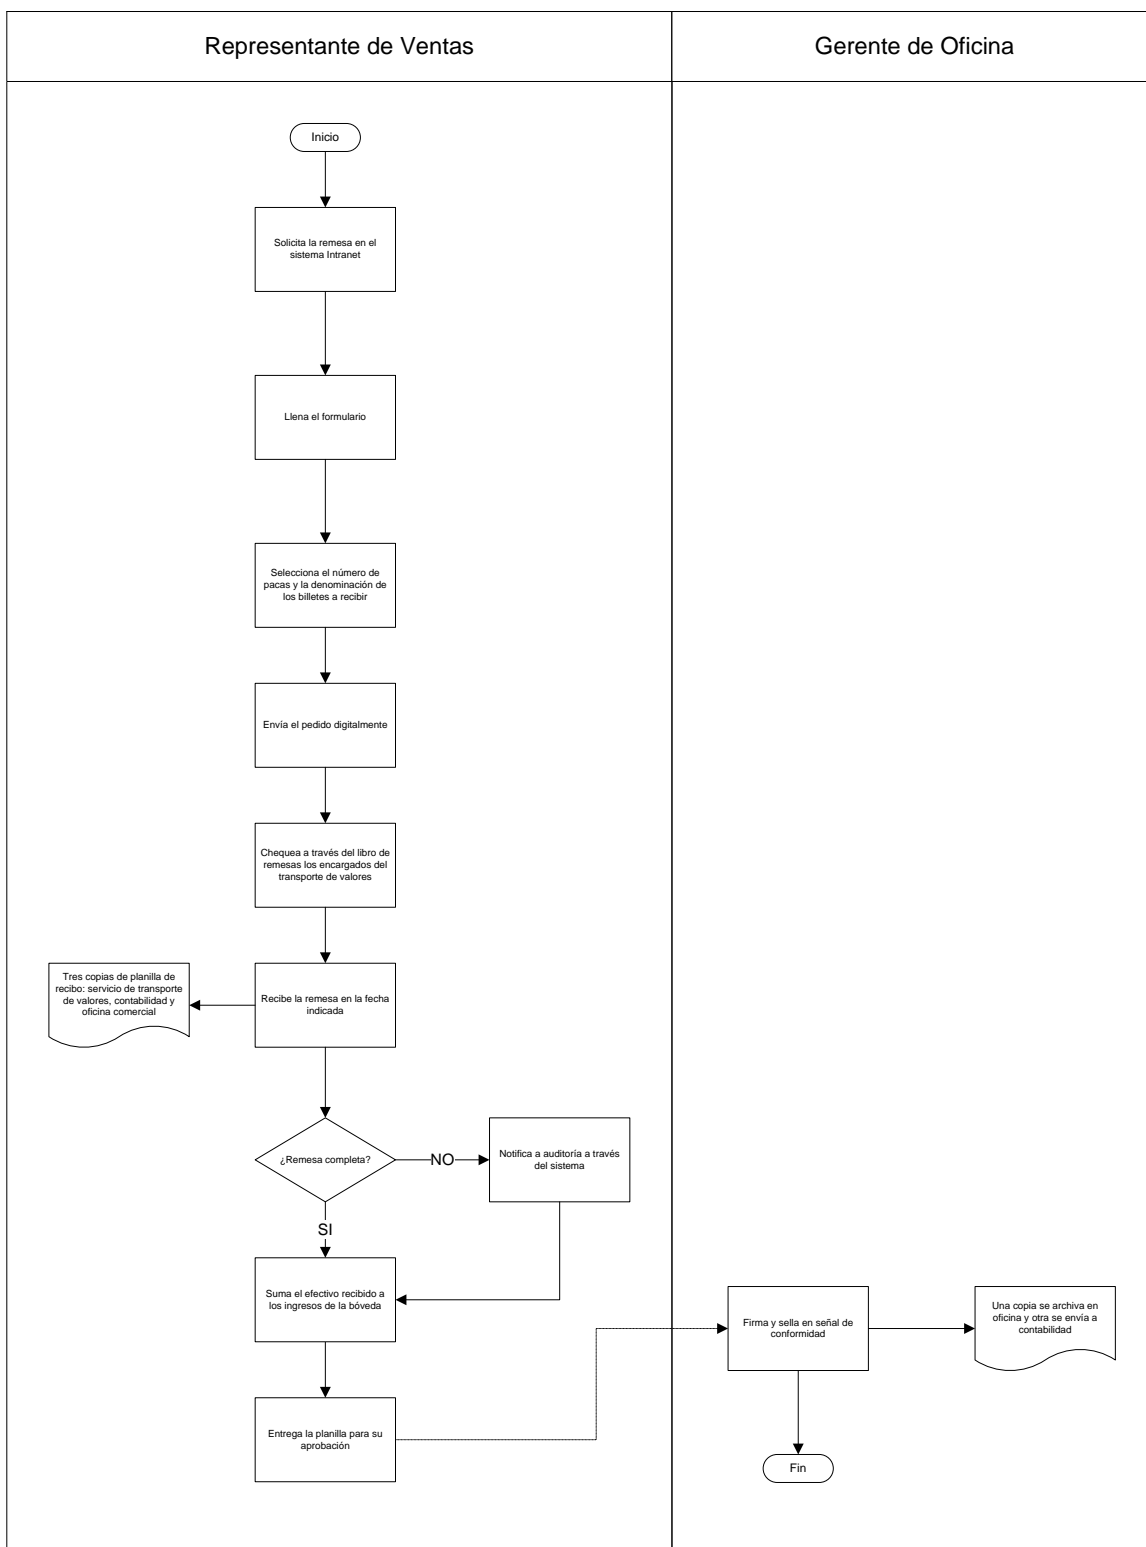 Representante de Ventas
Gerente de Oficina
Inicio
Solicita la remesa en el
sistema Intranet
Llena el formulario
Selecciona el número de
pacas y la denominación de
los billetes a recibir
Envía el pedido digitalmente
Chequea a través del libro de
remesas los encargados del
transporte de valores
Tres copias de planilla de
recibo: servicio de transporte
de valores, contabilidad y
oficina comercial
Recibe la remesa en la fecha
indicada
¿Remesa completa?
NO
Notifica a auditoría a través
del sistema
SI
Suma el efectivo recibido a
los ingresos de la bóveda
Firma y sella en señal de
conformidad
Una copia se archiva en
oficina y otra se envía a
contabilidad
Entrega la planilla para su
aprobación
Fin